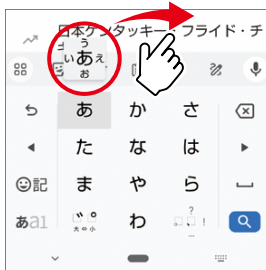 日本ケンタッキー・フライド・チ
う
いあえ
お
あ か さ
た な は
☺記 ま や ら
あa1 大⇔小 わ 、。?!